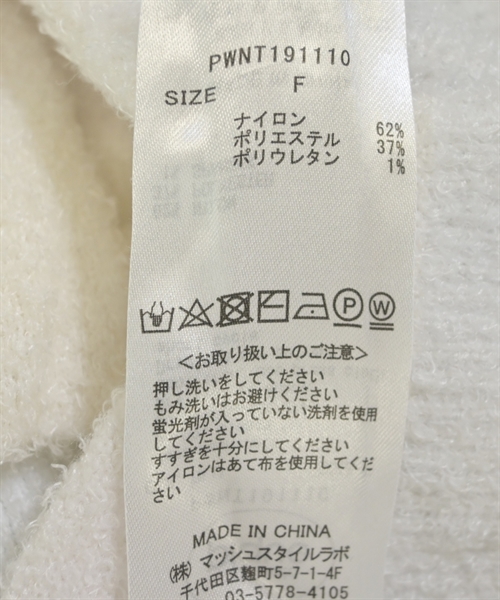 PWNT191110
SIZE F
ナイロン 62%
ポリエステル 37%
ポリウレタン 1%
P W
＜お取り扱い上のご注意＞
押し洗いをしてください
もみ洗いはお避けください
蛍光剤が入っていない洗剤を使用
してください
すすぎを十分にしてください
アイロンはあて布を使用してくだ
さい
MADE IN CHINA
（株）マッシュスタイルラボ
千代田区麹町5-7-1-4F
03-5778-4105